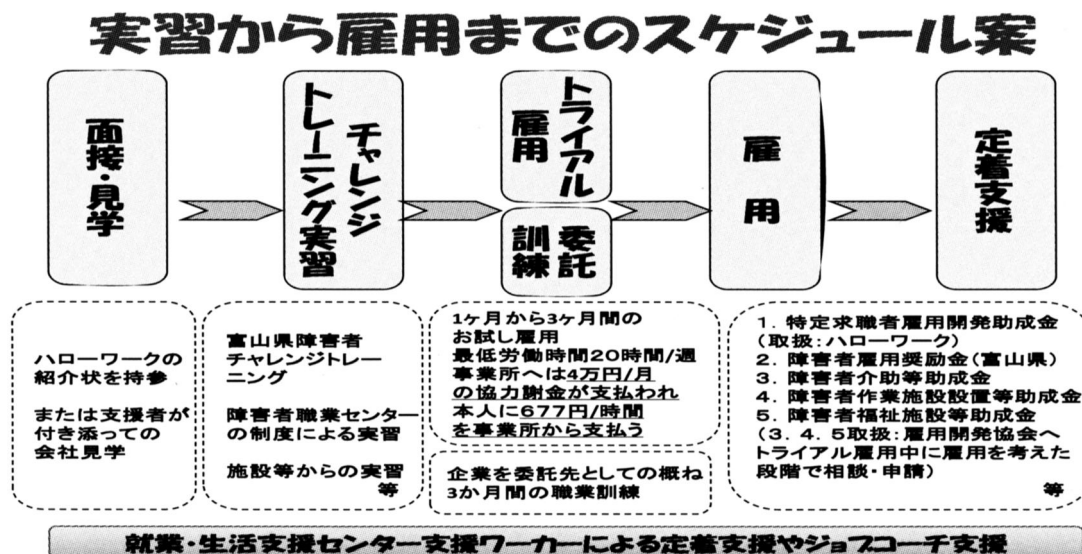 実習から雇用までのスケジュール案
面接・見学
チャレンジ
トレーニング実習
トライアル
雇用
委託
訓練
雇用
定着支援
ハローワークの
紹介状を持参
または支援者が
付き添っての
会社見学
富山県障害者
チャレンジトレー
ニング
障害者職業センター
の制度による実習
施設等からの実習
等
1ヶ月から3ヶ月間の
お試し雇用
最低労働時間20時間/週
事業所へは4万円/月
の協力謝金が支払われ
本人に677円/時間
を事業所から支払う
企業を委託先としての概ね
3か月間の職業訓練
1. 特定求職者雇用開発助成金
(取扱:ハローワーク)
2. 障害者雇用奨励金(富山県)
3. 障害者介助等助成金
4. 障害者作業施設設置等助成金
5. 障害者福祉施設等助成金
(3. 4. 5取扱:雇用開発協会へ
トライアル雇用中に雇用を考えた
段階で相談・申請)
等
就業・生活支援センター支援ワーカーによる定着支援やジョブコーチ支援